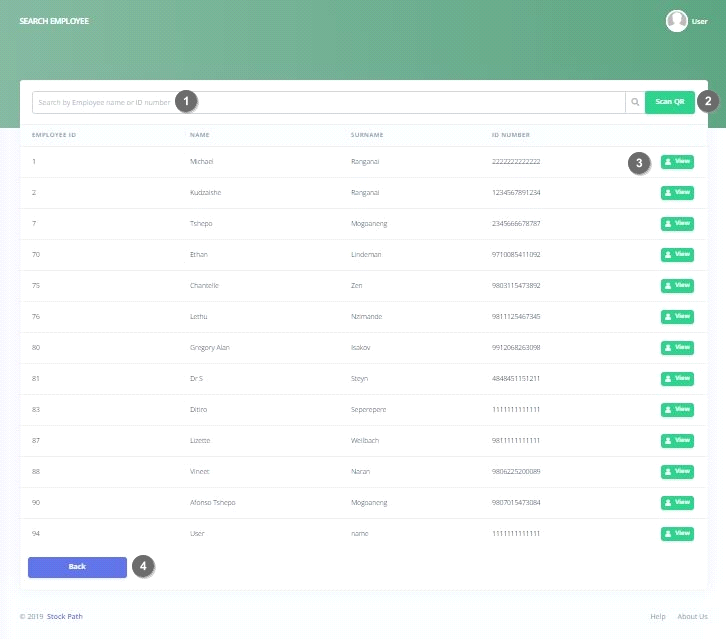 SEARCH EMPLOYEE User
Search by Employee name or ID number 1 Scan QR 2
EMPLOYEE ID NAME SURNAME ID NUMBER
1 Michael Ranganai 2222222222222 3 View
2 Kudzaishe Ranganai 1234567891234 View
7 Tshepo Mogoaneng 2345666678787 View
70 Ethan Lindeman 9710085411092 View
75 Chantelle Zen 9803115473892 View
76 Lethu Nzimande 9811125467345 View
80 Gregory Alan Isakov 9912068263098 View
81 Dr S Steyn 4848451151211 View
83 Ditiro Seperepere 1111111111111 View
87 Lizette Weilbach 9811111111111 View
88 Vineet Naran 9806225200089 View
90 Afonso Tshepo Mogoaneng 9807015473084 View
94 User name 1111111111111 View
Back 4
© 2019 Stock Path Help About Us